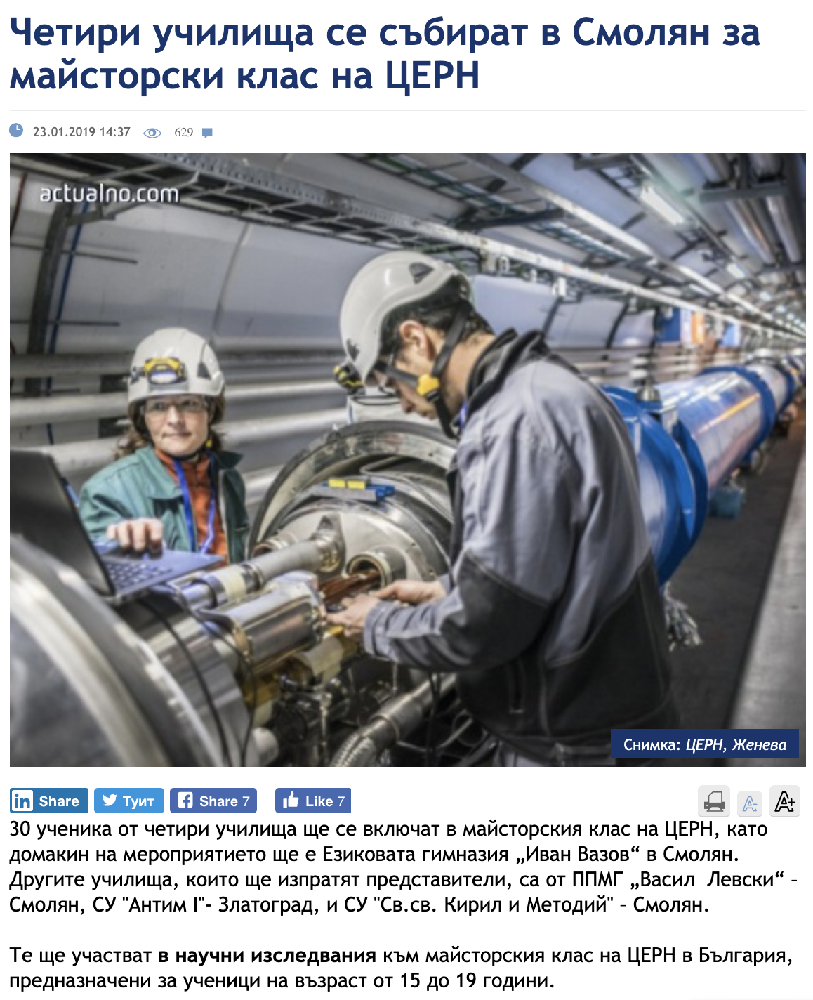 Четири училища се събират в Смолян за
майсторски клас на ЦЕРН
23.01.2019 14:37 629
actualno.com
Снимка: ЦЕРН, Женева
in Share Туит Share 7 Like 7 A- A+
30 ученика от четири училища ще се включат в майсторския клас на ЦЕРН, като
домакин на мероприятието ще е Езиковата гимназия „Иван Вазов“ в Смолян.
Другите училища, които ще изпратят представители, са от ППМГ „Васил  Левски“ –
Смолян, СУ "Антим I"- Златоград, и СУ "Св.св. Кирил и Методий" – Смолян.
Те ще участват в научни изследвания към майсторския клас на ЦЕРН в България,
предназначени за ученици на възраст от 15 до 19 години.